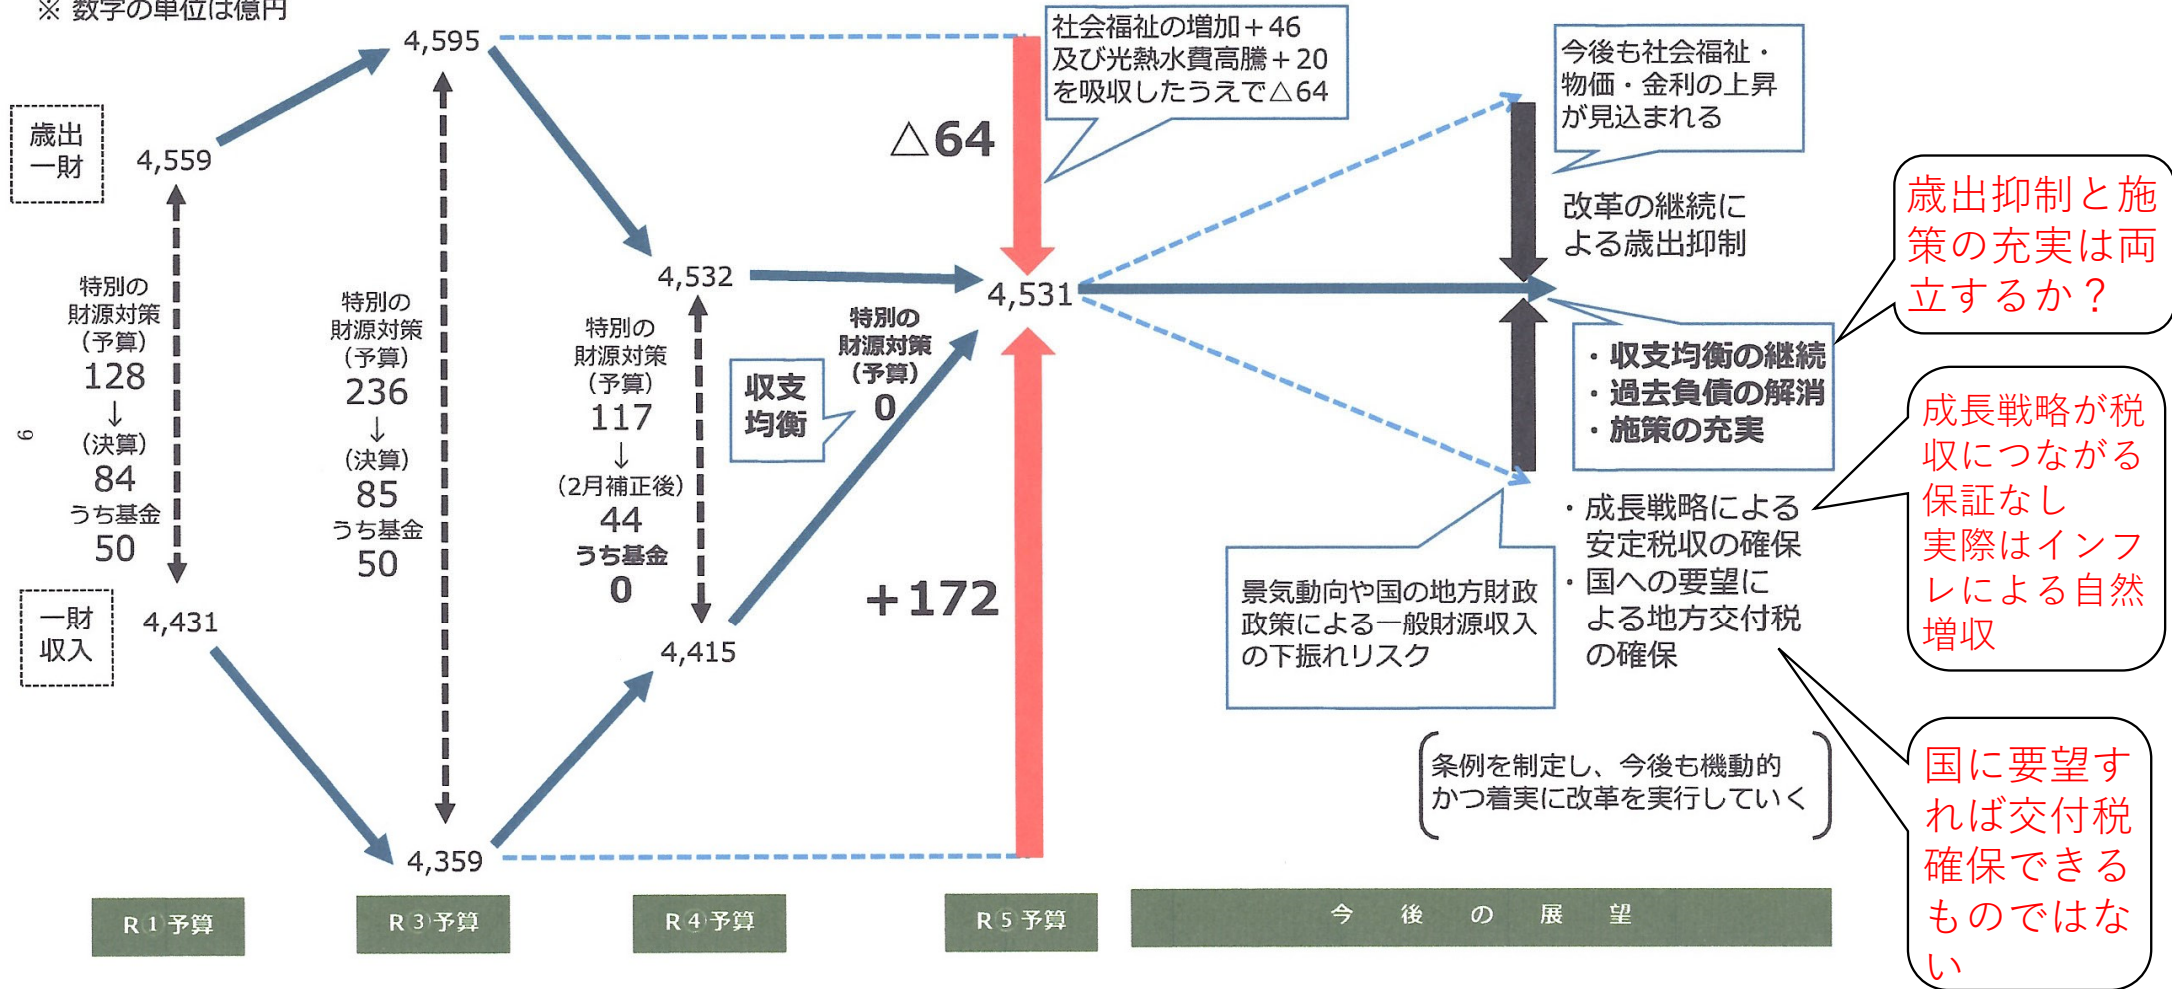 ※ 数字の単位は億円
歳出
一財
4,559
特別の
財源対策
(予算)
128
↓
(決算)
84
うち基金
50
一財
収入
4,431
4,595
特別の
財源対策
(予算)
236
↓
(決算)
85
うち基金
50
4,359
4,532
特別の
財源対策
(予算)
117
↓
(2月補正後)
44
うち基金
0
4,415
収支
均衡
特別の
財源対策
(予算)
0
△64
4,531
+172
社会福祉の増加+46
及び光熱水費高騰+20
を吸収したうえで△64
今後も社会福祉・
物価・金利の上昇
が見込まれる
改革の継続に
よる歳出抑制
・収支均衡の継続
・過去負債の解消
・施策の充実
・成長戦略による
安定税収の確保
・国への要望に
よる地方交付税
の確保
景気動向や国の地方財政
政策による一般財源収入
の下振れリスク
条例を制定し、今後も機動的
かつ着実に改革を実行していく
歳出抑制と施
策の充実は両
立するか？
成長戦略が税
収につながる
保証なし
実際はインフ
レによる自然
増収
国に要望す
れば交付税
確保できる
ものではな
い
9
R①予算
R③予算
R④予算
R⑤予算
今後の展望